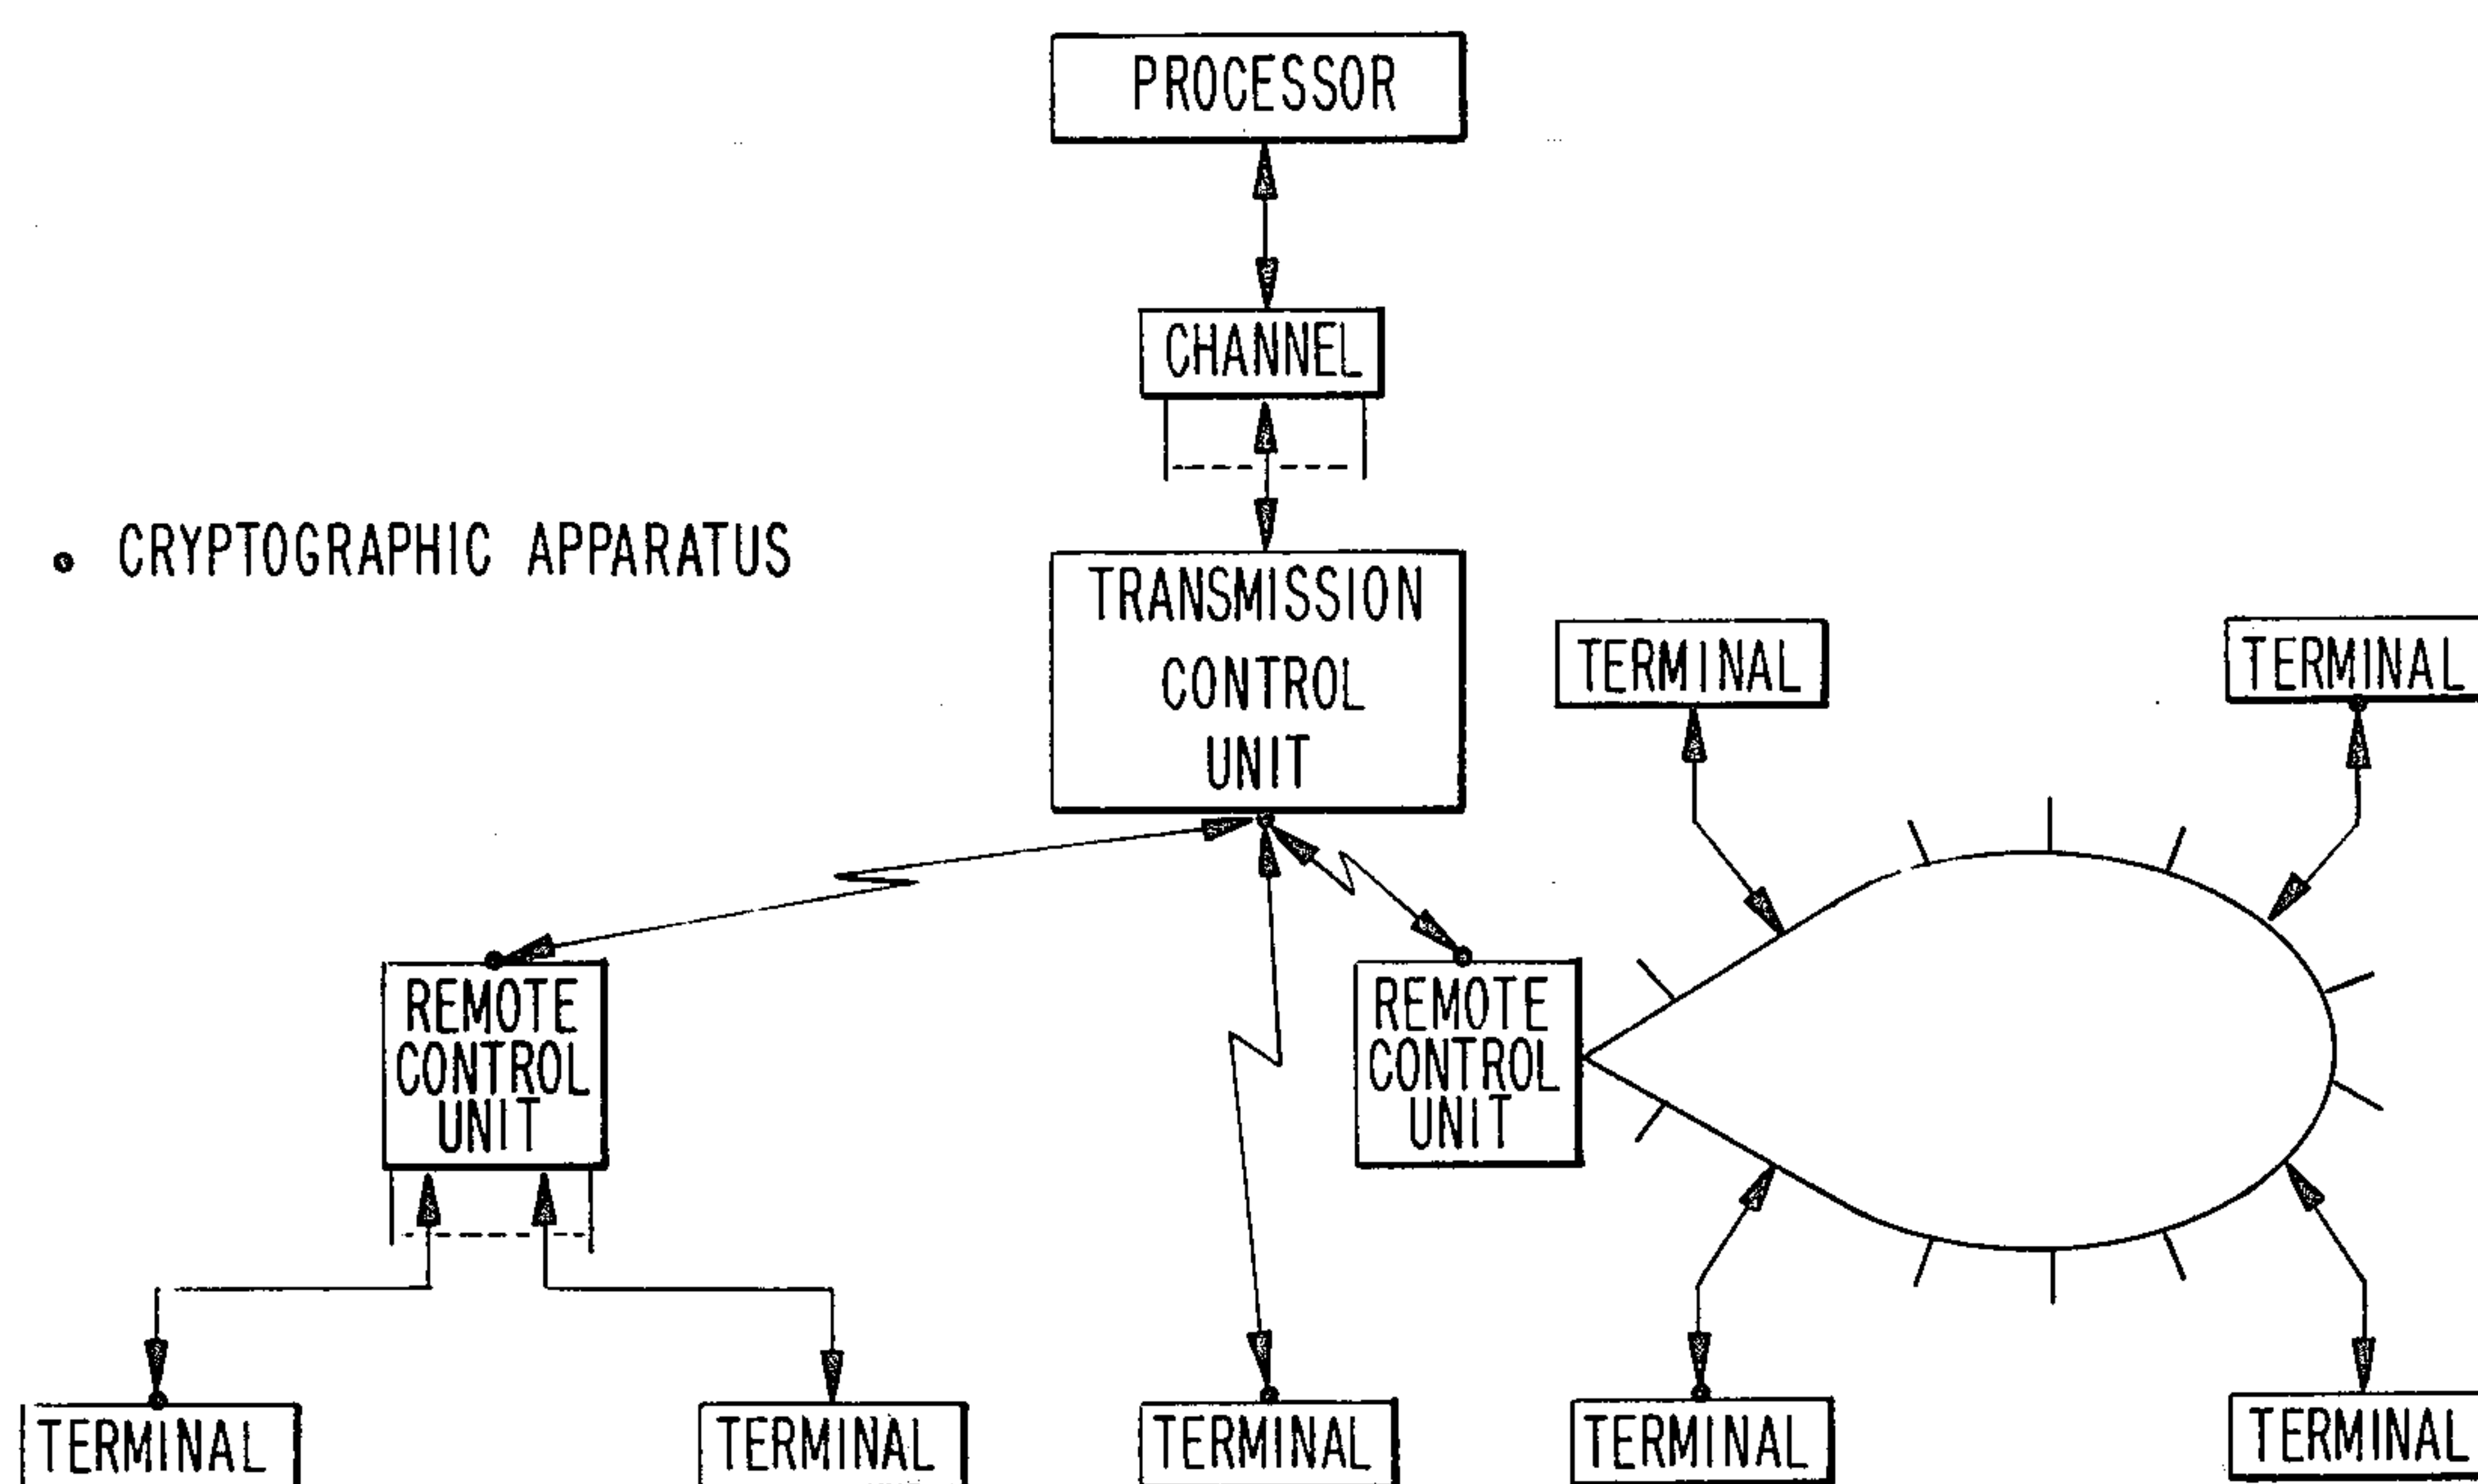 PROCESSOR
CHANNEL
• CRYPTOGRAPHIC APPARATUS
TRANSMISSION
CONTROL
UNIT
TERMINAL
TERMINAL
REMOTE
CONTROL
UNIT
REMOTE
CONTROL
UNIT
TERMINAL
TERMINAL
TERMINAL
TERMINAL
TERMINAL